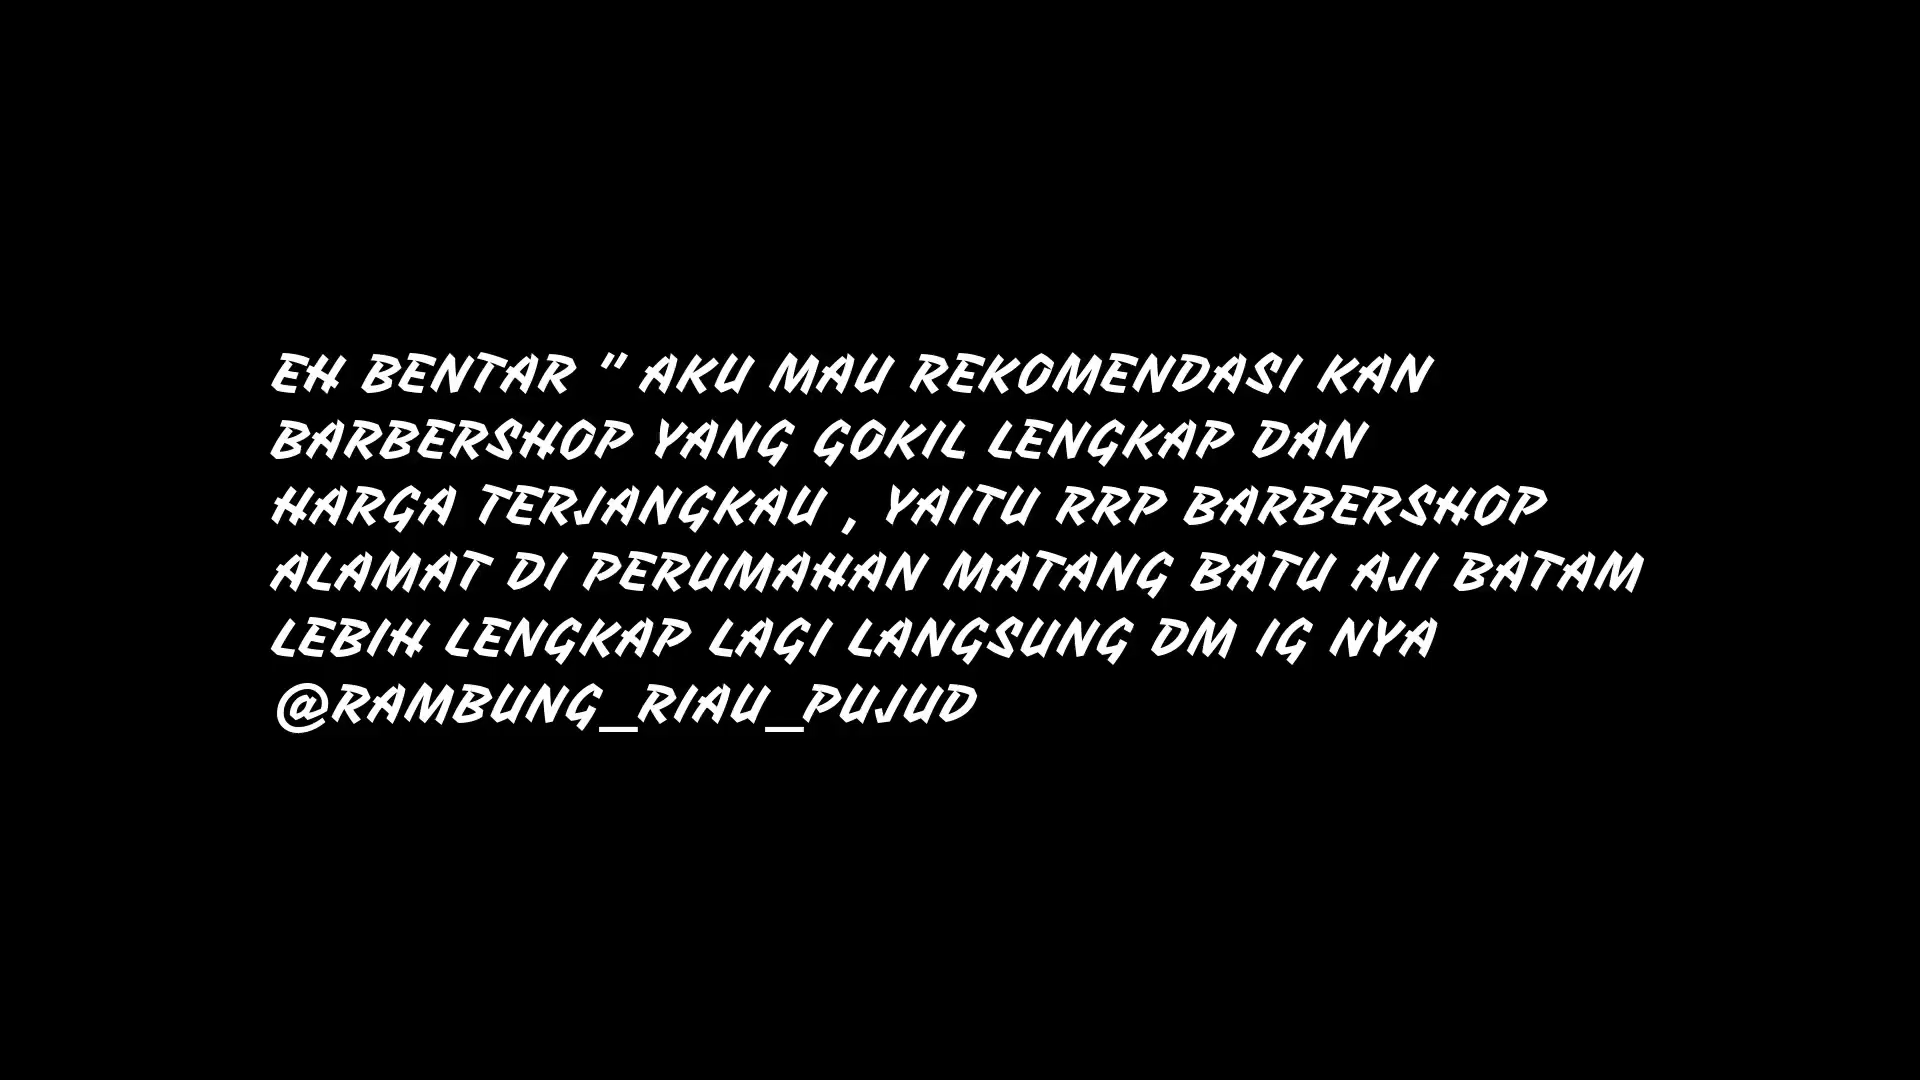 EH BENTAR " AKU MAU REKOMENDASI KAN
BARBERSHOP YANG GOKIL LENGKAP DAN
HARGA TERJANGKAU , YAITU RRP BARBERSHOP
ALAMAT DI PERUMAHAN MATANG BATU AJI BATAM
LEBIH LENGKAP LAGI LANGSUNG DM IG NYA
@RAMBUNG_RIAU_PUJUD